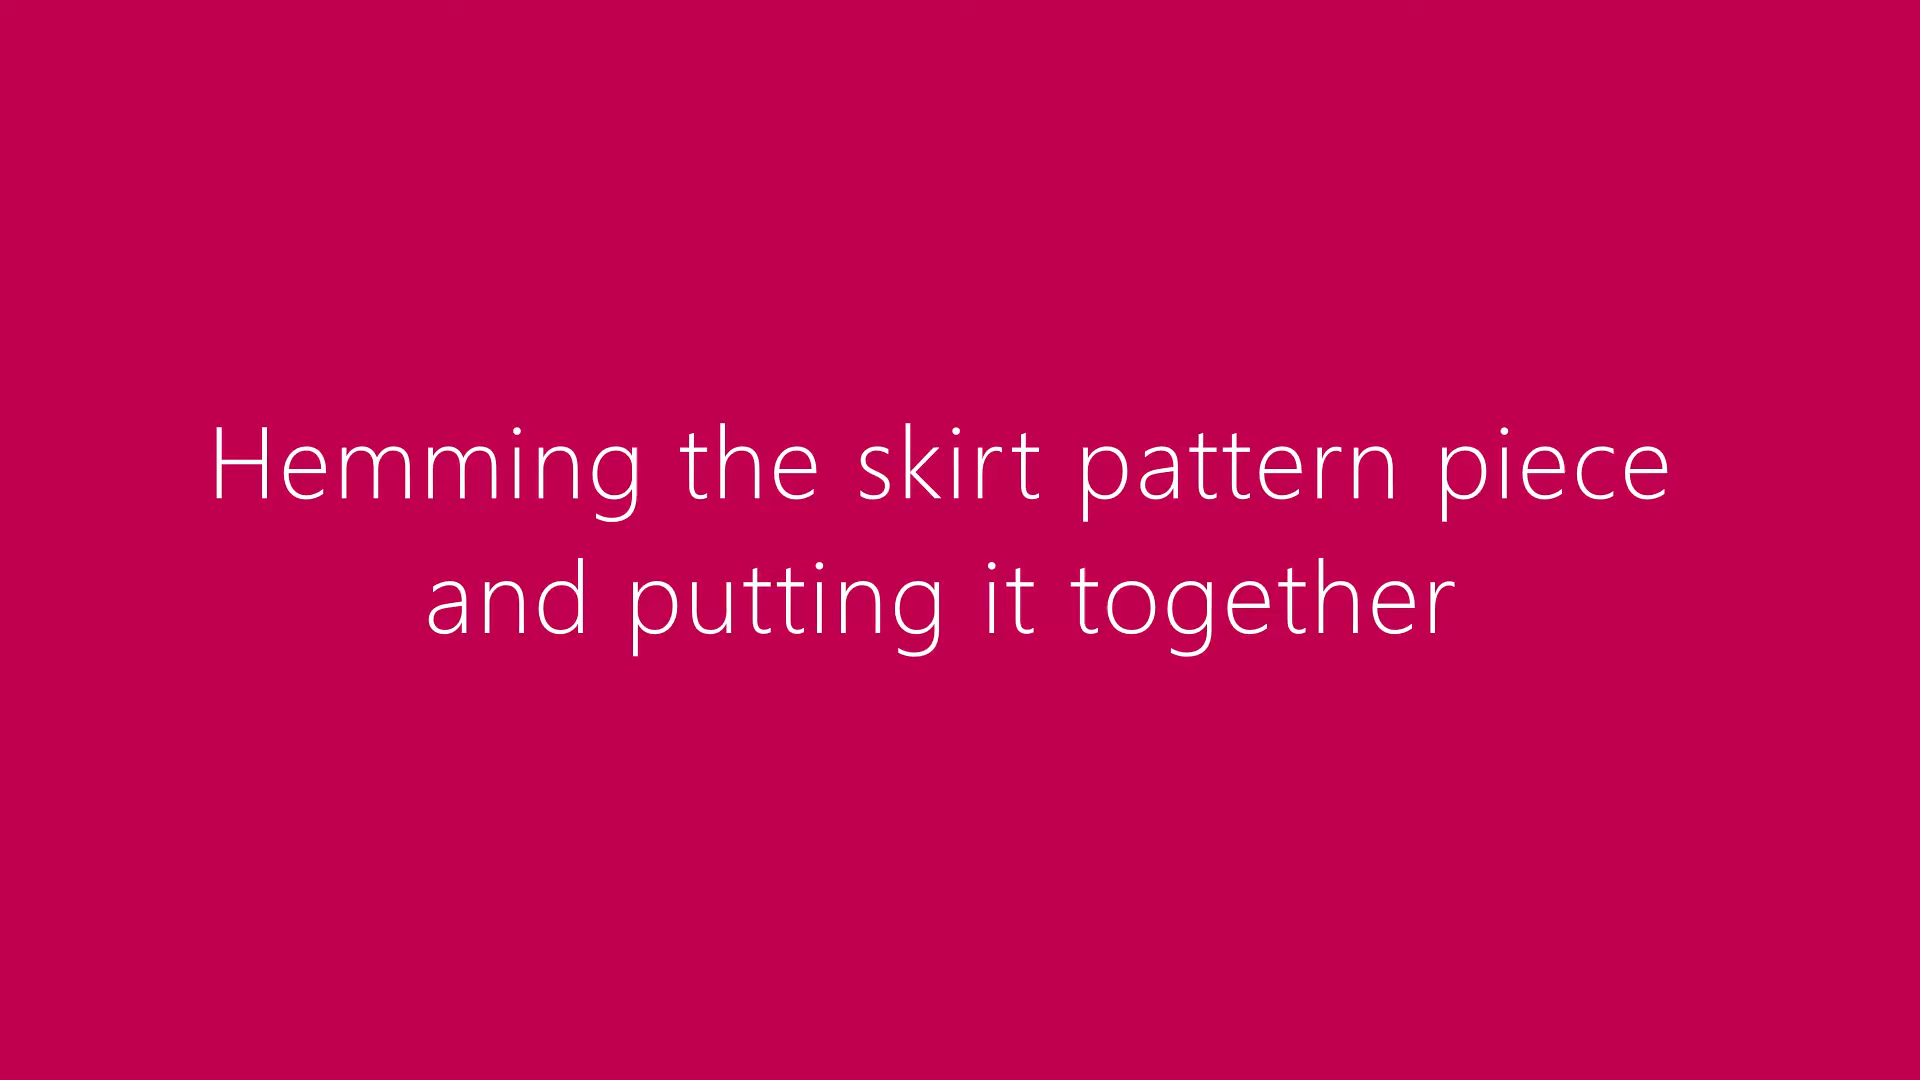 Hemming the skirt pattern piece
and putting it together